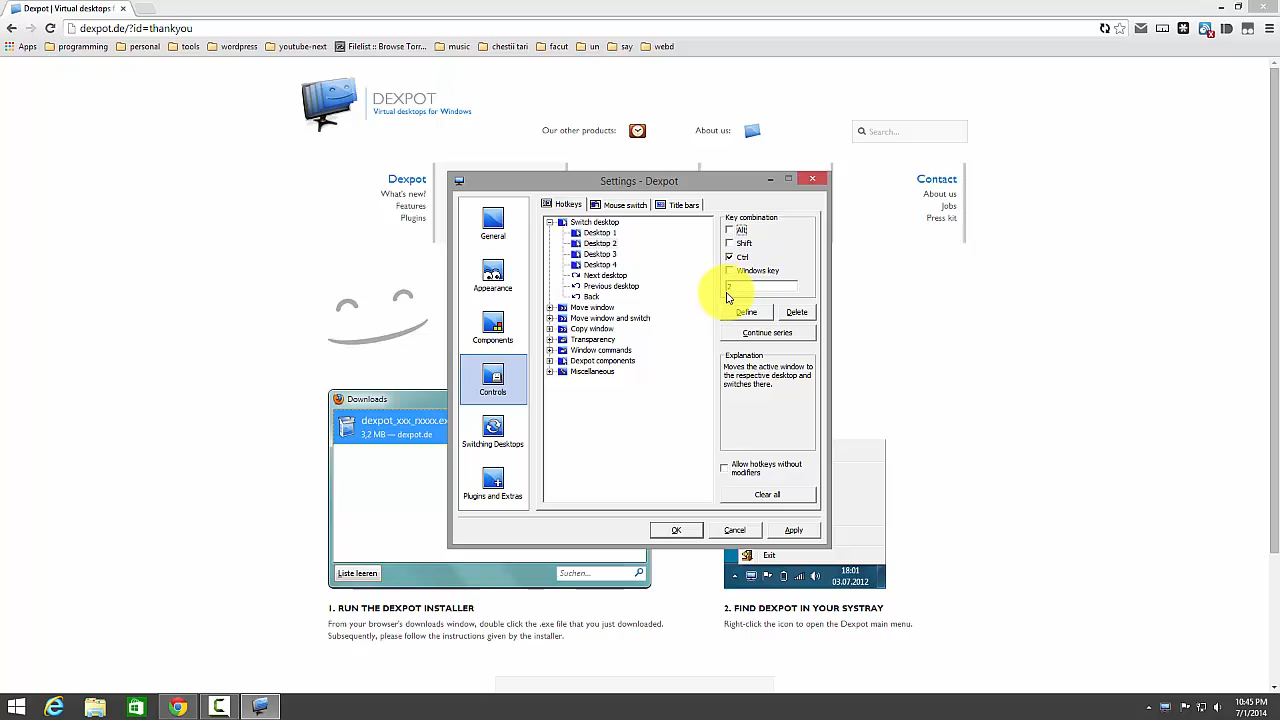 Dexpot | Virtual desktops f
dexpot.de/?id=thankyou
Apps programming personal tools wordpress youtube-next Filelist :: Browse Torr... music chestii tari facut un say webd
DEXPOT
Virtual desktops for Windows
Our other products: About us: Search...
Dexpot
What's new?
Features
Plugins
Contact
About us
Jobs
Press kit
Settings - Dexpot
General
Appearance
Components
Controls
Switching Desktops
Plugins and Extras
Hotkeys Mouse switch Title bars
Switch desktop
Desktop 1
Desktop 2
Desktop 3
Desktop 4
Next desktop
Previous desktop
Back
Move window
Move window and switch
Copy window
Transparency
Window commands
Dexpot components
Miscellaneous
Key combination
Alt
Shift
Ctrl
Windows key
2
Define Delete
Continue series
Explanation
Moves the active window to
the respective desktop and
switches there.
Allow hotkeys without
modifiers
Clear all
OK Cancel Apply
Downloads
dexpot_xxx_rxxxx.ex
3,2 MB — dexpot.de
Liste leeren Suchen...
Exit
18:01
03.07.2012
1. RUN THE DEXPOT INSTALLER
From your browser's downloads window, double click the .exe file that you just downloaded.
Subsequently, please follow the instructions given by the installer.
2. FIND DEXPOT IN YOUR SYSTRAY
Right-click the icon to open the Dexpot main menu.
10:45 PM
7/1/2014